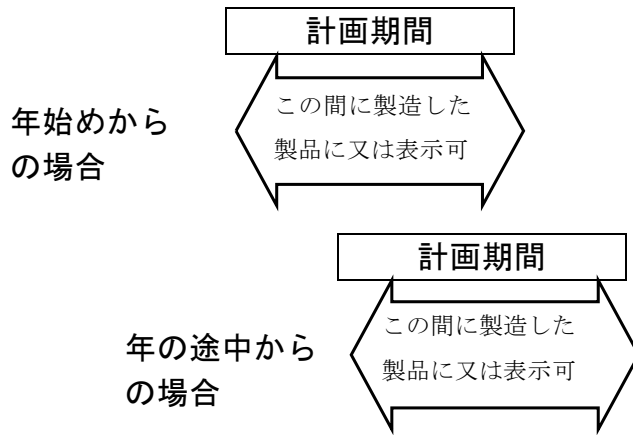 計画期間
年始めから
の場合
この間に製造した
製品に又は表示可
計画期間
年の途中から
の場合
この間に製造した
製品に又は表示可